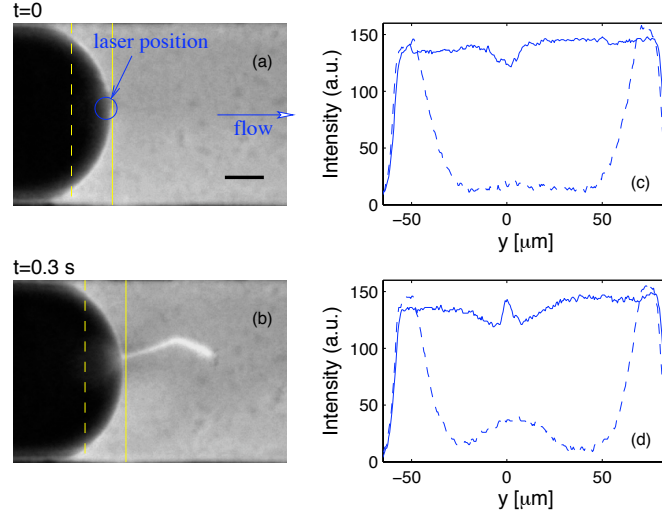 t=0
laser position
(a)
flow
t=0.3 s
(b)
150
100
50
0
Intensity (a.u.)
−50
0
50
y [μm]
(c)
150
100
50
0
Intensity (a.u.)
−50
0
50
y [μm]
(d)